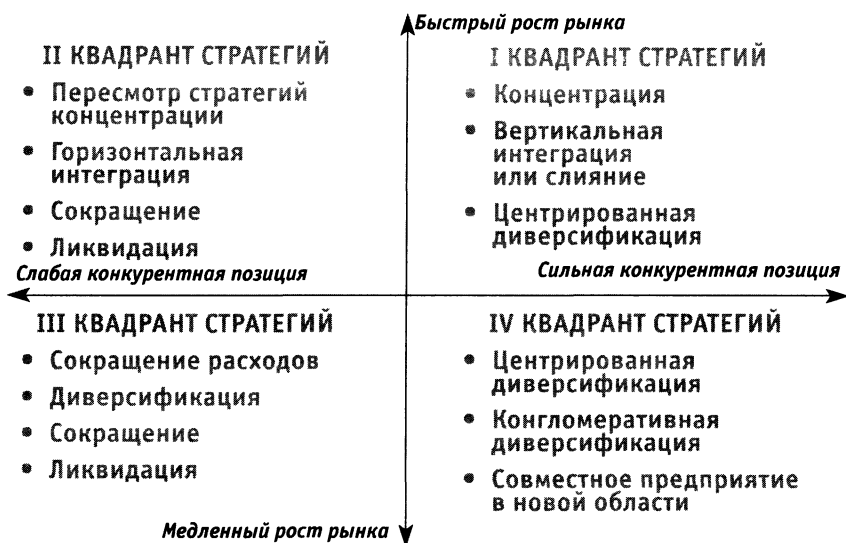 Быстрый рост рынка
II КВАДРАНТ СТРАТЕГИЙ
• Пересмотр стратегий
концентрации
• Горизонтальная
интеграция
• Сокращение
• Ликвидация
Слабая конкурентная позиция
I КВАДРАНТ СТРАТЕГИЙ
• Концентрация
• Вертикальная
интеграция
или слияние
• Центрированная
диверсификация
Сильная конкурентная позиция
III КВАДРАНТ СТРАТЕГИЙ
• Сокращение расходов
• Диверсификация
• Сокращение
• Ликвидация
IV КВАДРАНТ СТРАТЕГИЙ
• Центрированная
диверсификация
• Конгломеративная
диверсификация
• Совместное предприятие
в новой области
Медленный рост рынка